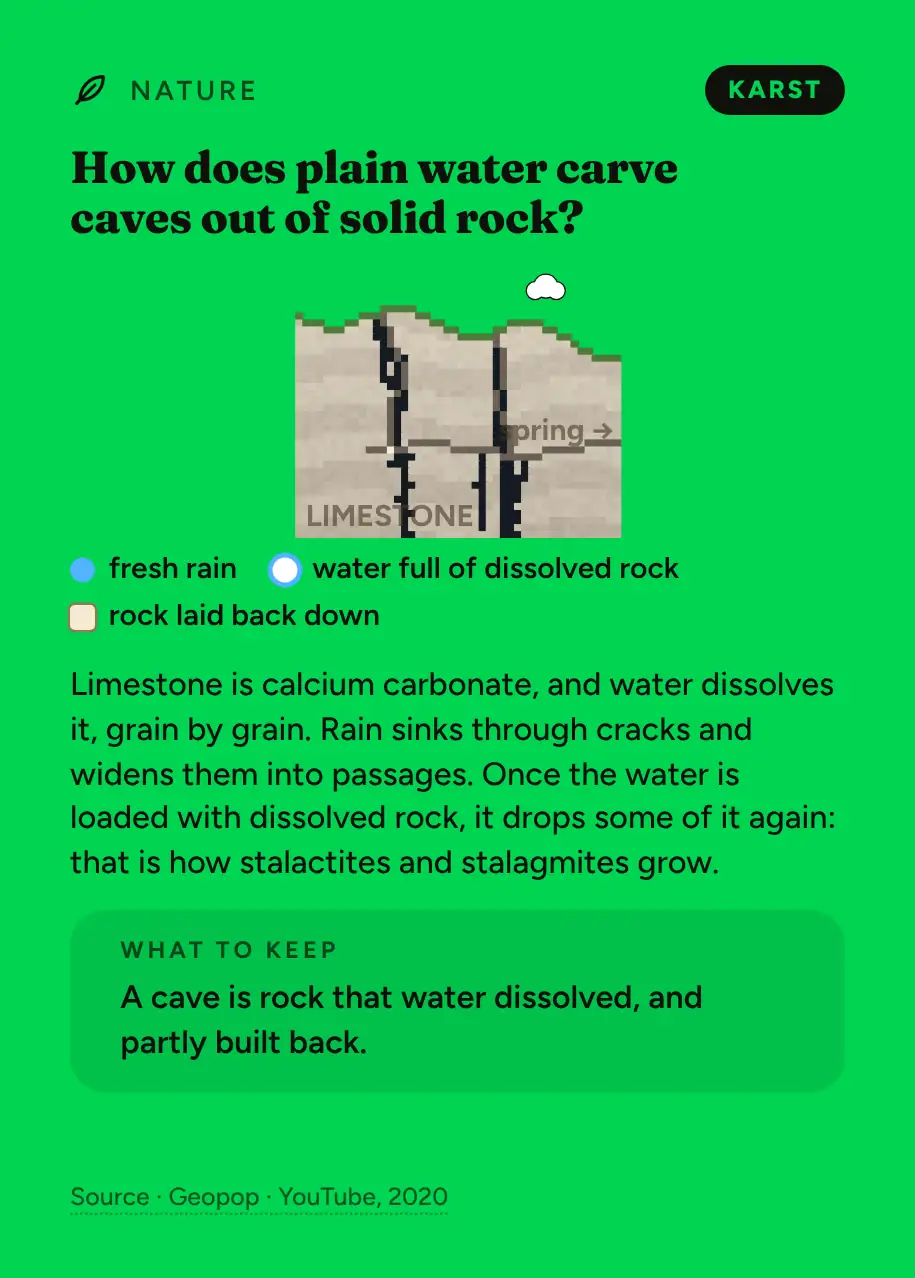 NATURE
KARST
How does plain water carve
caves out of solid rock?
spring →
LIMESTONE
fresh rain
water full of dissolved rock
rock laid back down
Limestone is calcium carbonate, and water dissolves
it, grain by grain. Rain sinks through cracks and
widens them into passages. Once the water is
loaded with dissolved rock, it drops some of it again:
that is how stalactites and stalagmites grow.
WHAT TO KEEP
A cave is rock that water dissolved, and
partly built back.
Source · Geopop · YouTube, 2020